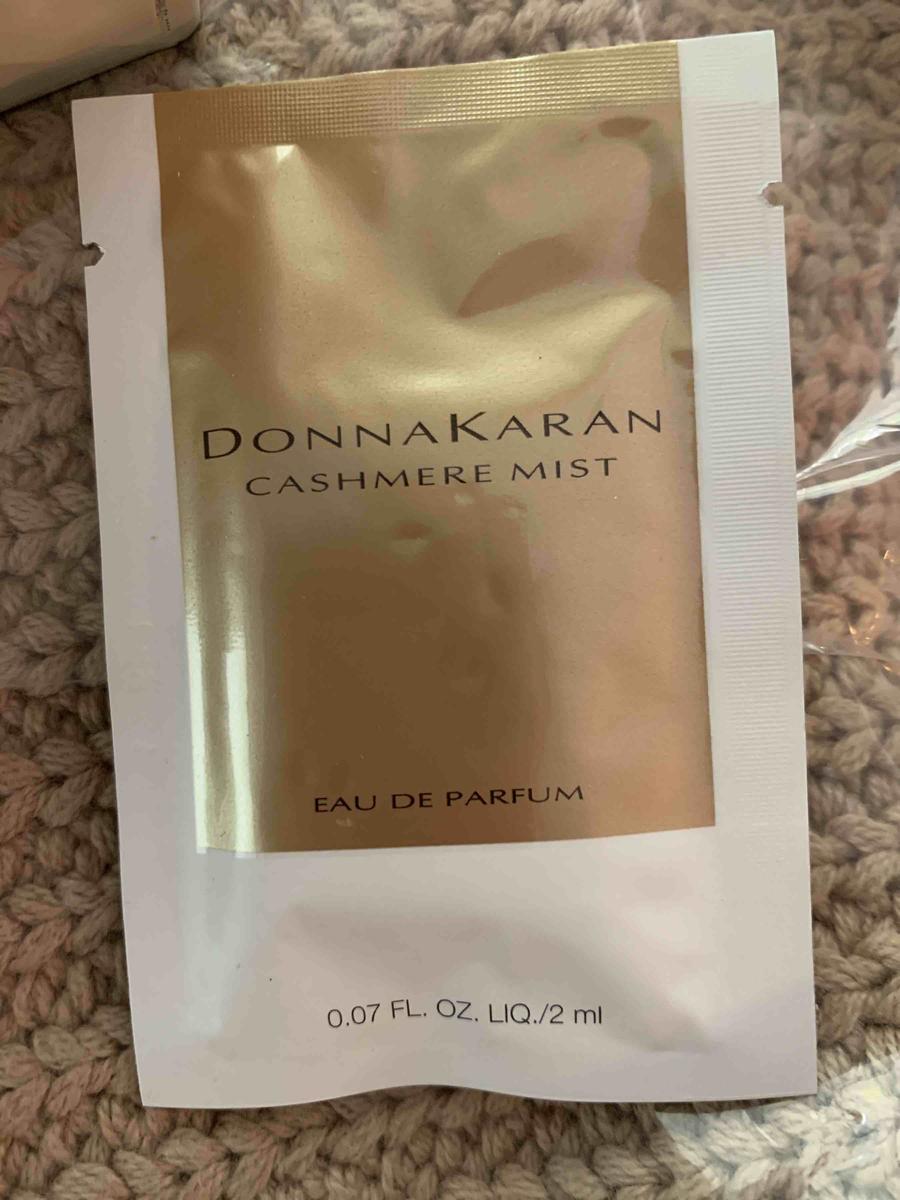 DONNAKARAN
CASHMERE MIST
EAU DE PARFUM
0.07 FL. OZ. LIQ./2 ml